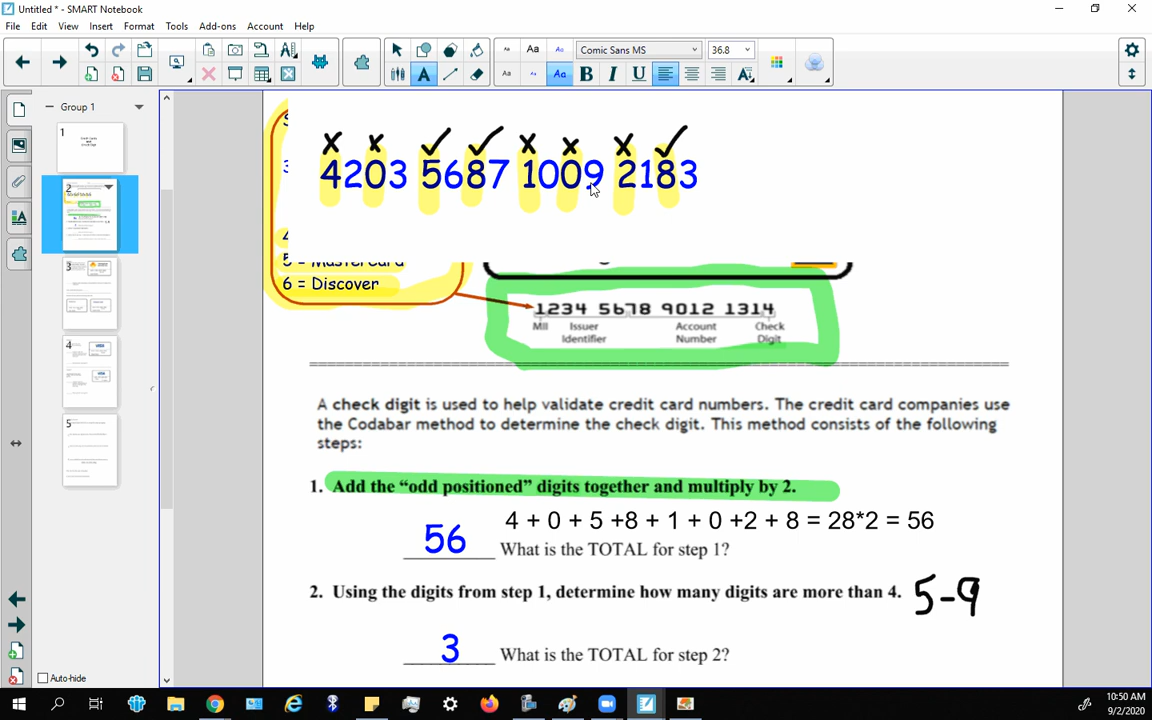 Untitled * - SMART Notebook
File Edit View Insert Format Tools Add-ons Account Help
Comic Sans MS 36.8
Group 1
1
2
3
4
5
Auto-hide
4203 5687 1009 2183
6 = Discover
1234 5678 9012 1314
MII Issuer Identifier Account Number Check Digit
A check digit is used to help validate credit card numbers. The credit card companies use
the Codabar method to determine the check digit. This method consists of the following
steps:
1. Add the “odd positioned” digits together and multiply by 2.
4 + 0 + 5 +8 + 1 + 0 +2 + 8 = 28*2 = 56
56 What is the TOTAL for step 1?
2. Using the digits from step 1, determine how many digits are more than 4. 5-9
3 What is the TOTAL for step 2?
10:50 AM
9/2/2020